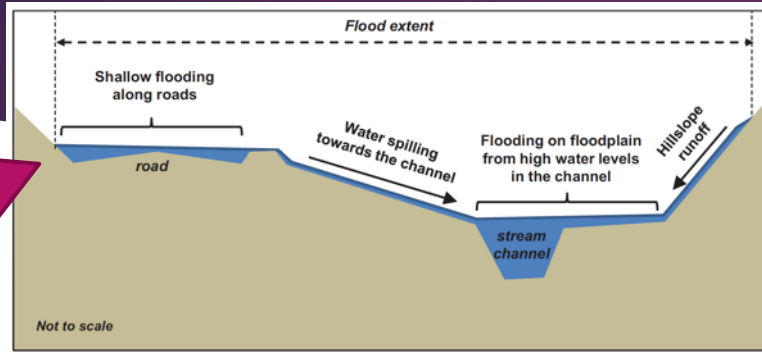 Flood extent
Shallow flooding
along roads
road
Water spilling
towards the channel
Flooding on floodplain
from high water levels
in the channel
Hillslope
runoff
stream
channel
Not to scale